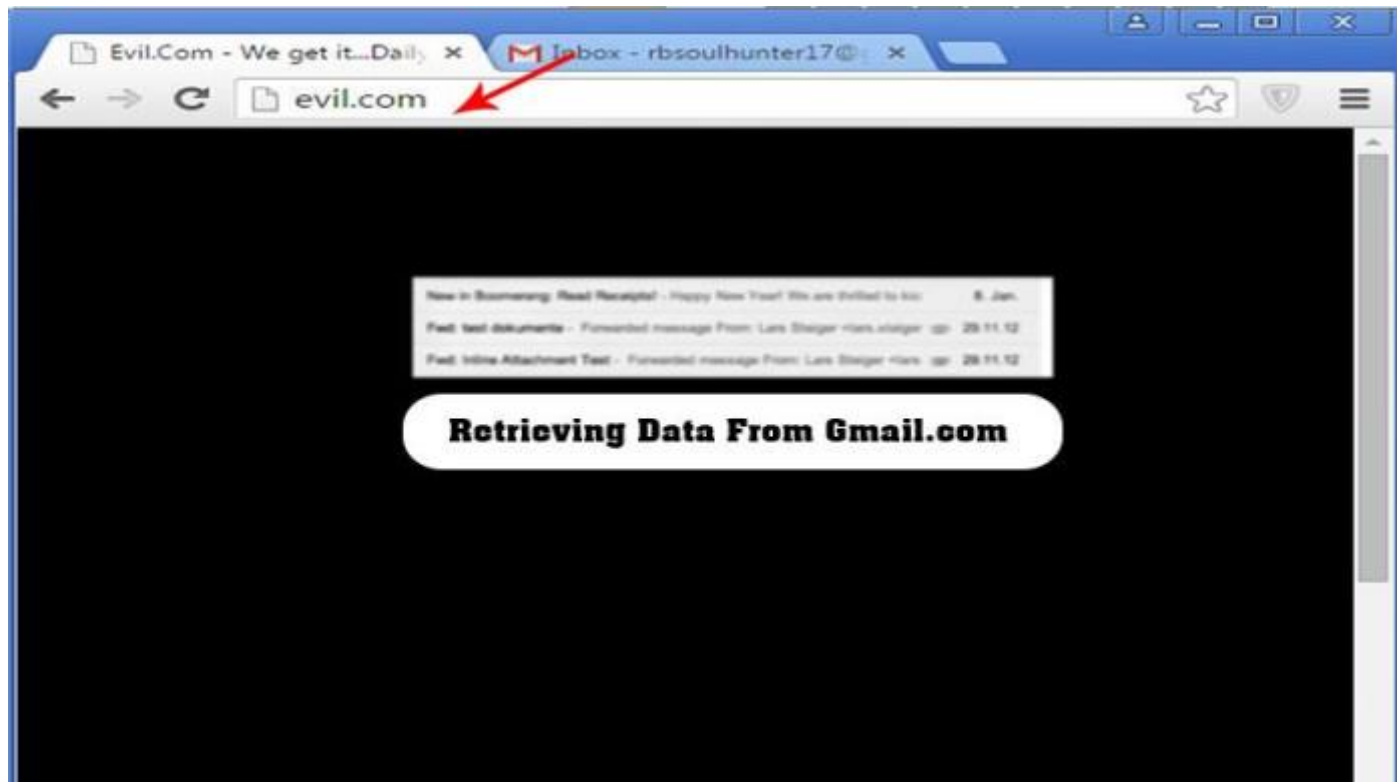 Evil.Com - We get it...Daily
Inbox - rbsoulhunter17@
evil.com
New in Boomerang: Read Receipts! - Happy New Year! We are thrilled to 8. Jan.
Fwd: test dokumente - Forwarded message From: Lars Steiger 29.11.12
Fwd: Inline Attachment Test - Forwarded message From: Lars Steiger 29.11.12
Retrieving Data From Gmail.com